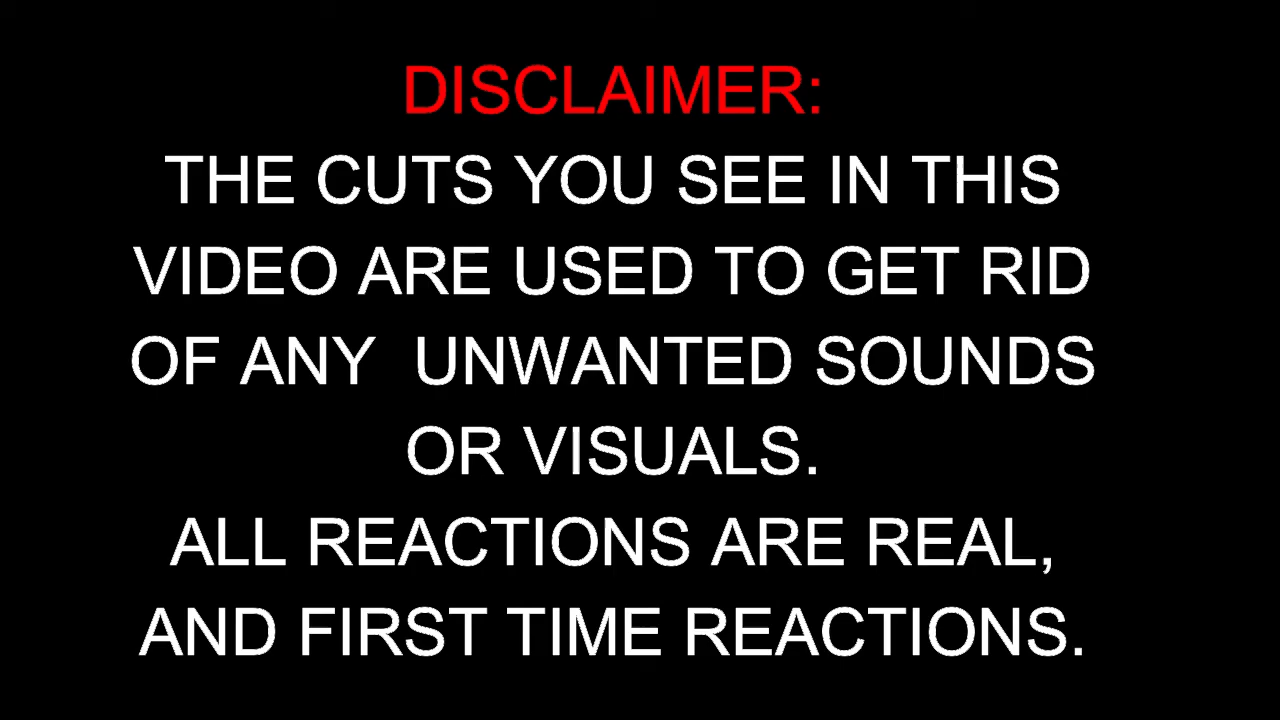 DISCLAIMER:
THE CUTS YOU SEE IN THIS
VIDEO ARE USED TO GET RID
OF ANY  UNWANTED SOUNDS
OR VISUALS.
ALL REACTIONS ARE REAL,
AND FIRST TIME REACTIONS.